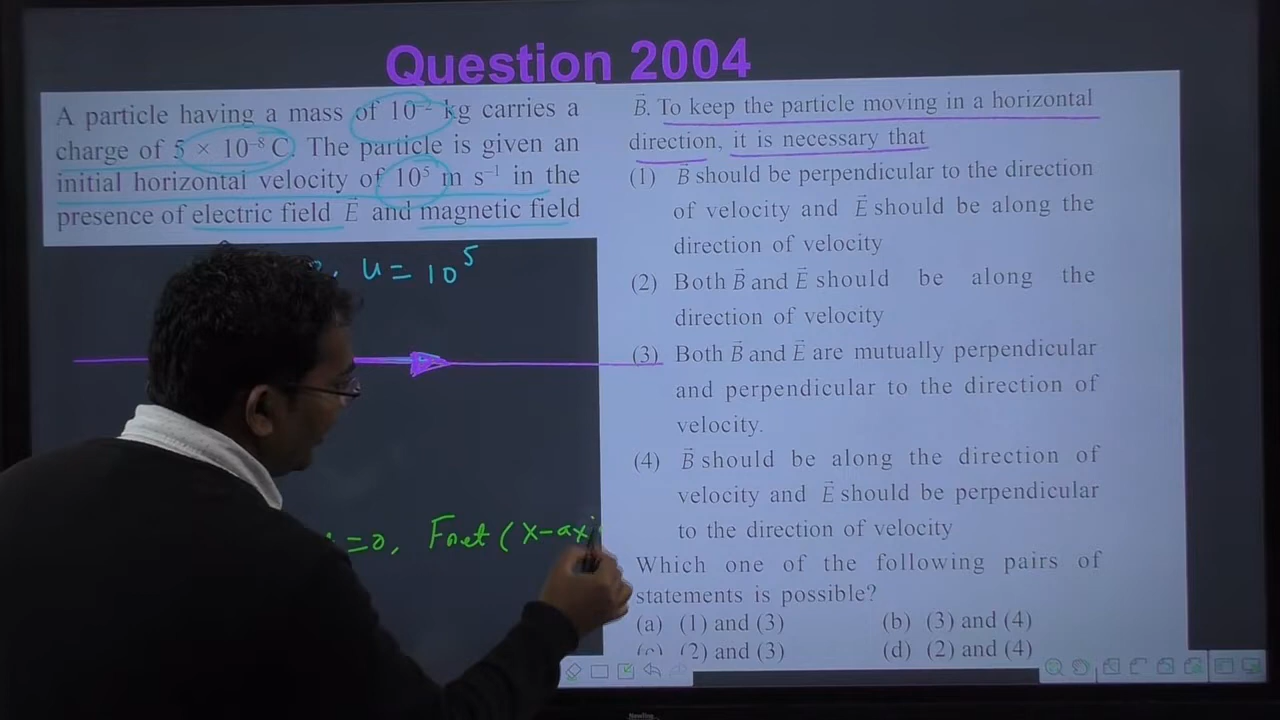 Question 2004
A particle having a mass of 10⁻² kg carries a
charge of 5 × 10⁻⁸ C. The particle is given an
initial horizontal velocity of 10⁵ m s⁻¹ in the
presence of electric field E⃗ and magnetic field
u = 10⁵
=0, Fnet (x-axi
B⃗. To keep the particle moving in a horizontal
direction, it is necessary that
(1) B⃗ should be perpendicular to the direction
of velocity and E⃗ should be along the
direction of velocity
(2) Both B⃗ and E⃗ should be along the
direction of velocity
(3) Both B⃗ and E⃗ are mutually perpendicular
and perpendicular to the direction of
velocity.
(4) B⃗ should be along the direction of
velocity and E⃗ should be perpendicular
to the direction of velocity
Which one of the following pairs of
statements is possible?
(a) (1) and (3) (b) (3) and (4)
(c) (2) and (3) (d) (2) and (4)